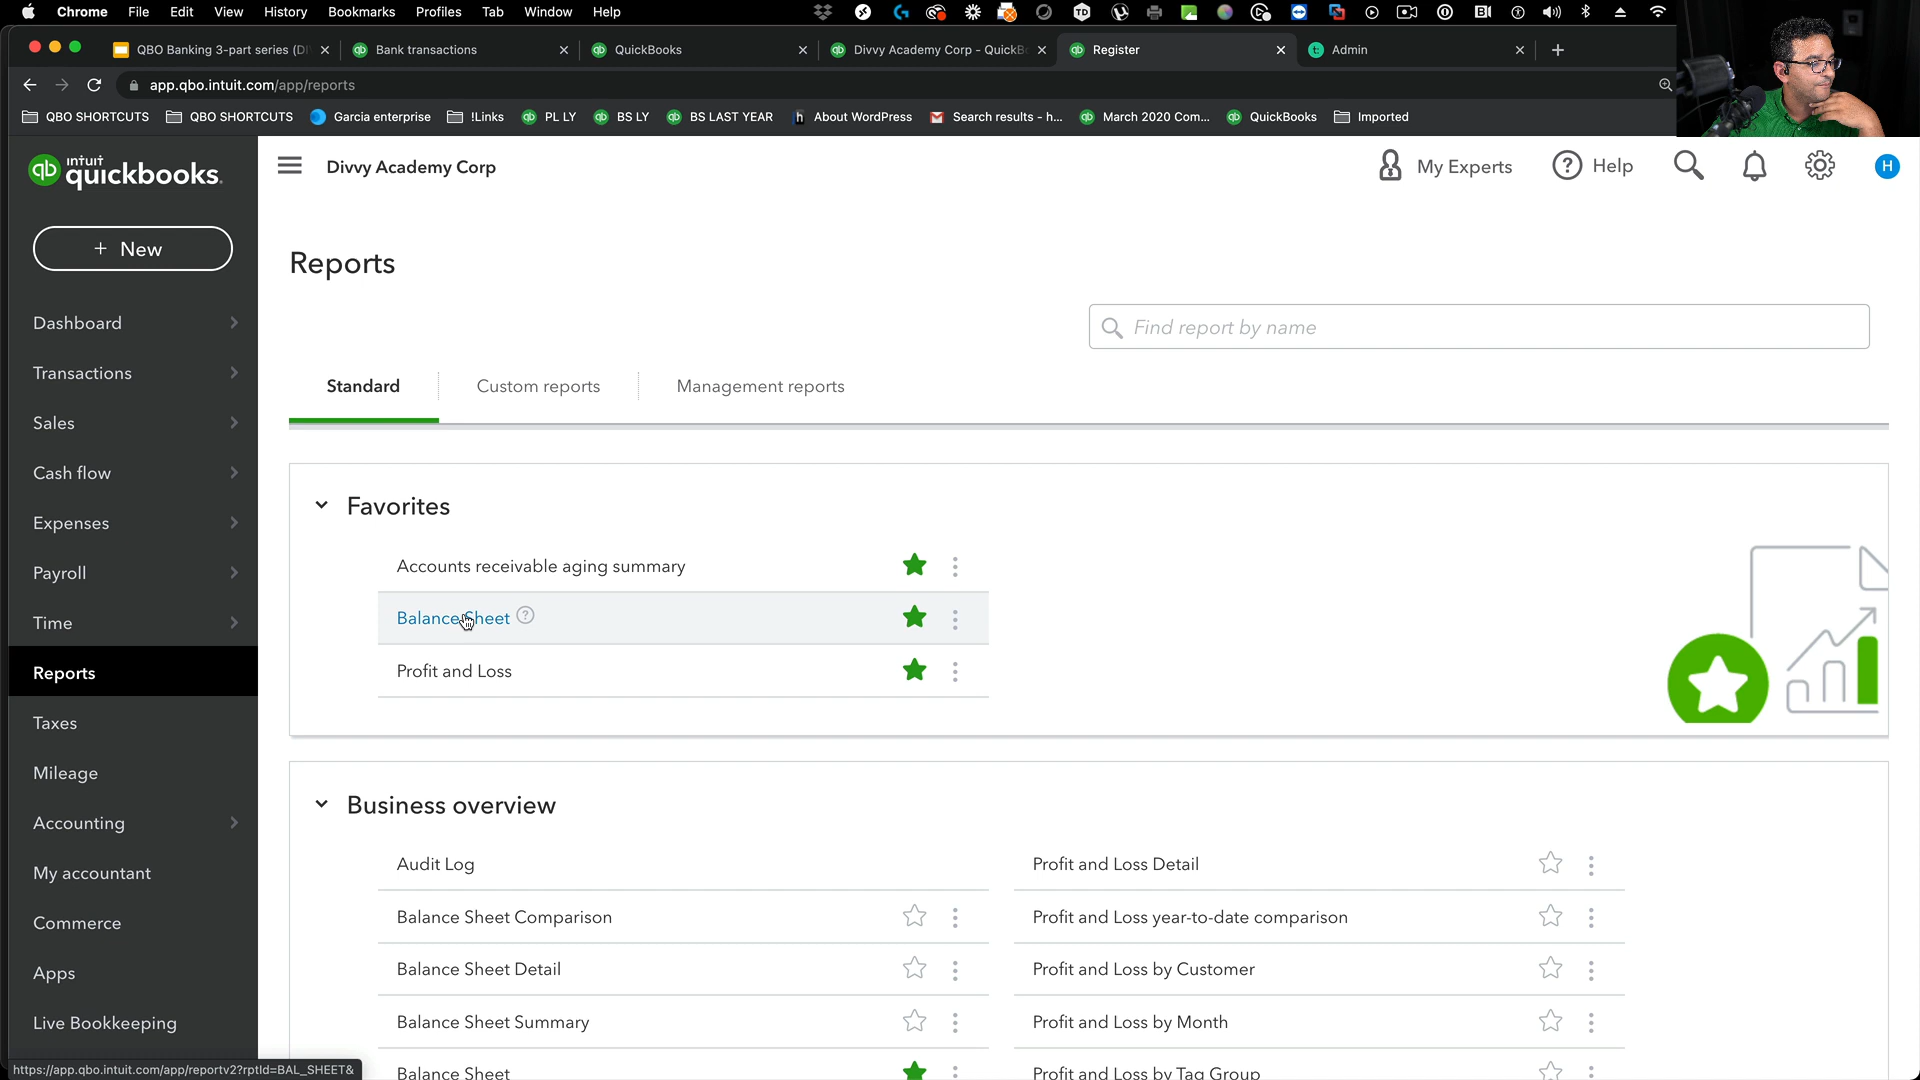 Chrome File Edit View History Bookmarks Profiles Tab Window Help
QBO Banking 3-part series (DI
Bank transactions
QuickBooks
Divvy Academy Corp - QuickB
Register
Admin
app.qbo.intuit.com/app/reports
QBO SHORTCUTS QBO SHORTCUTS Garcia enterprise !Links PL LY BS LY BS LAST YEAR About WordPress Search results - h... March 2020 Com... QuickBooks Imported
intuit
quickbooks.
Divvy Academy Corp
My Experts
Help
H
+ New
Dashboard
Transactions
Sales
Cash flow
Expenses
Payroll
Time
Reports
Taxes
Mileage
Accounting
My accountant
Commerce
Apps
Live Bookkeeping
Reports
Find report by name
Standard Custom reports Management reports
Favorites
Accounts receivable aging summary
Balance Sheet
Profit and Loss
Business overview
Audit Log
Balance Sheet Comparison
Balance Sheet Detail
Balance Sheet Summary
Balance Sheet
Profit and Loss Detail
Profit and Loss year-to-date comparison
Profit and Loss by Customer
Profit and Loss by Month
Profit and Loss by Tag Group
https://app.qbo.intuit.com/app/reportv2?rptId=BAL_SHEET&